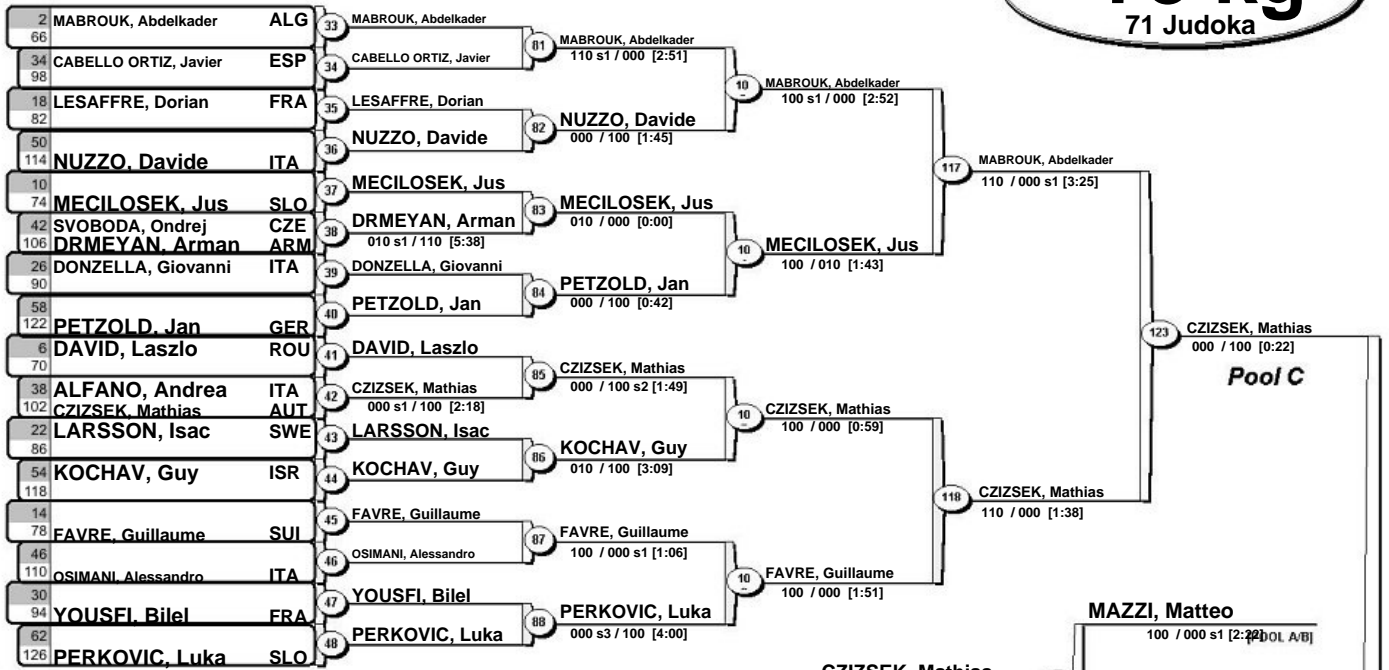 71 Judoka
2 MABROUK, Abdelkader ALG
66
34 CABELLO ORTIZ, Javier ESP
98
18 LESAFFRE, Dorian FRA
82
50
114 NUZZO, Davide ITA
10
74 MECILOSEK, Jus SLO
42 SVOBODA, Ondrej CZE
106 DRMEYAN, Arman ARM
26 DONZELLA, Giovanni ITA
90
58
122 PETZOLD, Jan GER
6 DAVID, Laszlo ROU
70
38 ALFANO, Andrea ITA
102 CZIZSEK, Mathias AUT
22 LARSSON, Isac SWE
86
54 KOCHAV, Guy ISR
118
14
78 FAVRE, Guillaume SUI
46
110 OSIMANI, Alessandro ITA
30
94 YOUSFI, Bilel FRA
62
126 PERKOVIC, Luka SLO
33 MABROUK, Abdelkader
34 CABELLO ORTIZ, Javier
35 LESAFFRE, Dorian
36 NUZZO, Davide
37 MECILOSEK, Jus
38 DRMEYAN, Arman
010 s1 / 110 [5:38]
39 DONZELLA, Giovanni
40 PETZOLD, Jan
41 DAVID, Laszlo
42 CZIZSEK, Mathias
000 s1 / 100 [2:18]
43 LARSSON, Isac
44 KOCHAV, Guy
45 FAVRE, Guillaume
46 OSIMANI, Alessandro
47 YOUSFI, Bilel
48 PERKOVIC, Luka
81 MABROUK, Abdelkader
110 s1 / 000 [2:51]
82 NUZZO, Davide
000 / 100 [1:45]
83 MECILOSEK, Jus
010 / 000 [0:00]
84 PETZOLD, Jan
000 / 100 [0:42]
85 CZIZSEK, Mathias
000 / 100 s2 [1:49]
86 KOCHAV, Guy
010 / 100 [3:09]
87 FAVRE, Guillaume
100 / 000 s1 [1:06]
88 PERKOVIC, Luka
000 s3 / 100 [4:00]
10 MABROUK, Abdelkader
100 s1 / 000 [2:52]
10 MECILOSEK, Jus
100 / 010 [1:43]
10 CZIZSEK, Mathias
100 / 000 [0:59]
10 FAVRE, Guillaume
100 / 000 [1:51]
117 MABROUK, Abdelkader
110 / 000 s1 [3:25]
118 CZIZSEK, Mathias
110 / 000 [1:38]
123 CZIZSEK, Mathias
000 / 100 [0:22]
Pool C
MAZZI, Matteo
100 / 000 s1 [2:22]
[POOL A/B]
CZIZSEK, Mathias